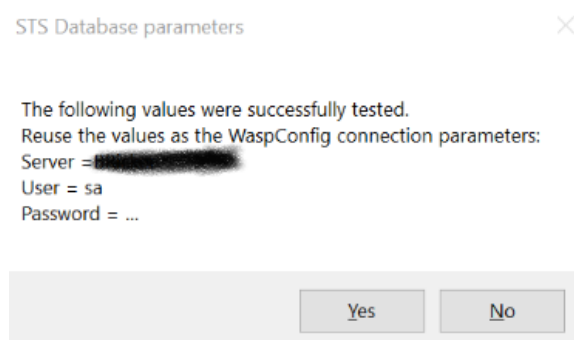 STS Database parameters
The following values were successfully tested.
Reuse the values as the WaspConfig connection parameters:
Server =
User = sa
Password = ...
Yes No